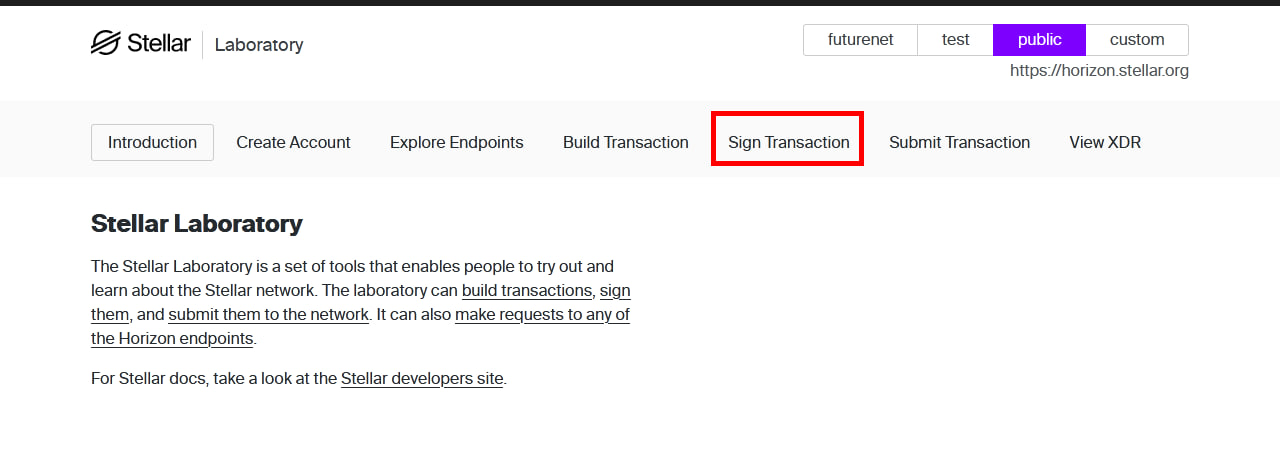 Stellar Laboratory
futurenet test public custom
https://horizon.stellar.org
Introduction Create Account Explore Endpoints Build Transaction Sign Transaction Submit Transaction View XDR
Stellar Laboratory
The Stellar Laboratory is a set of tools that enables people to try out and
learn about the Stellar network. The laboratory can build transactions, sign
them, and submit them to the network. It can also make requests to any of
the Horizon endpoints.
For Stellar docs, take a look at the Stellar developers site.